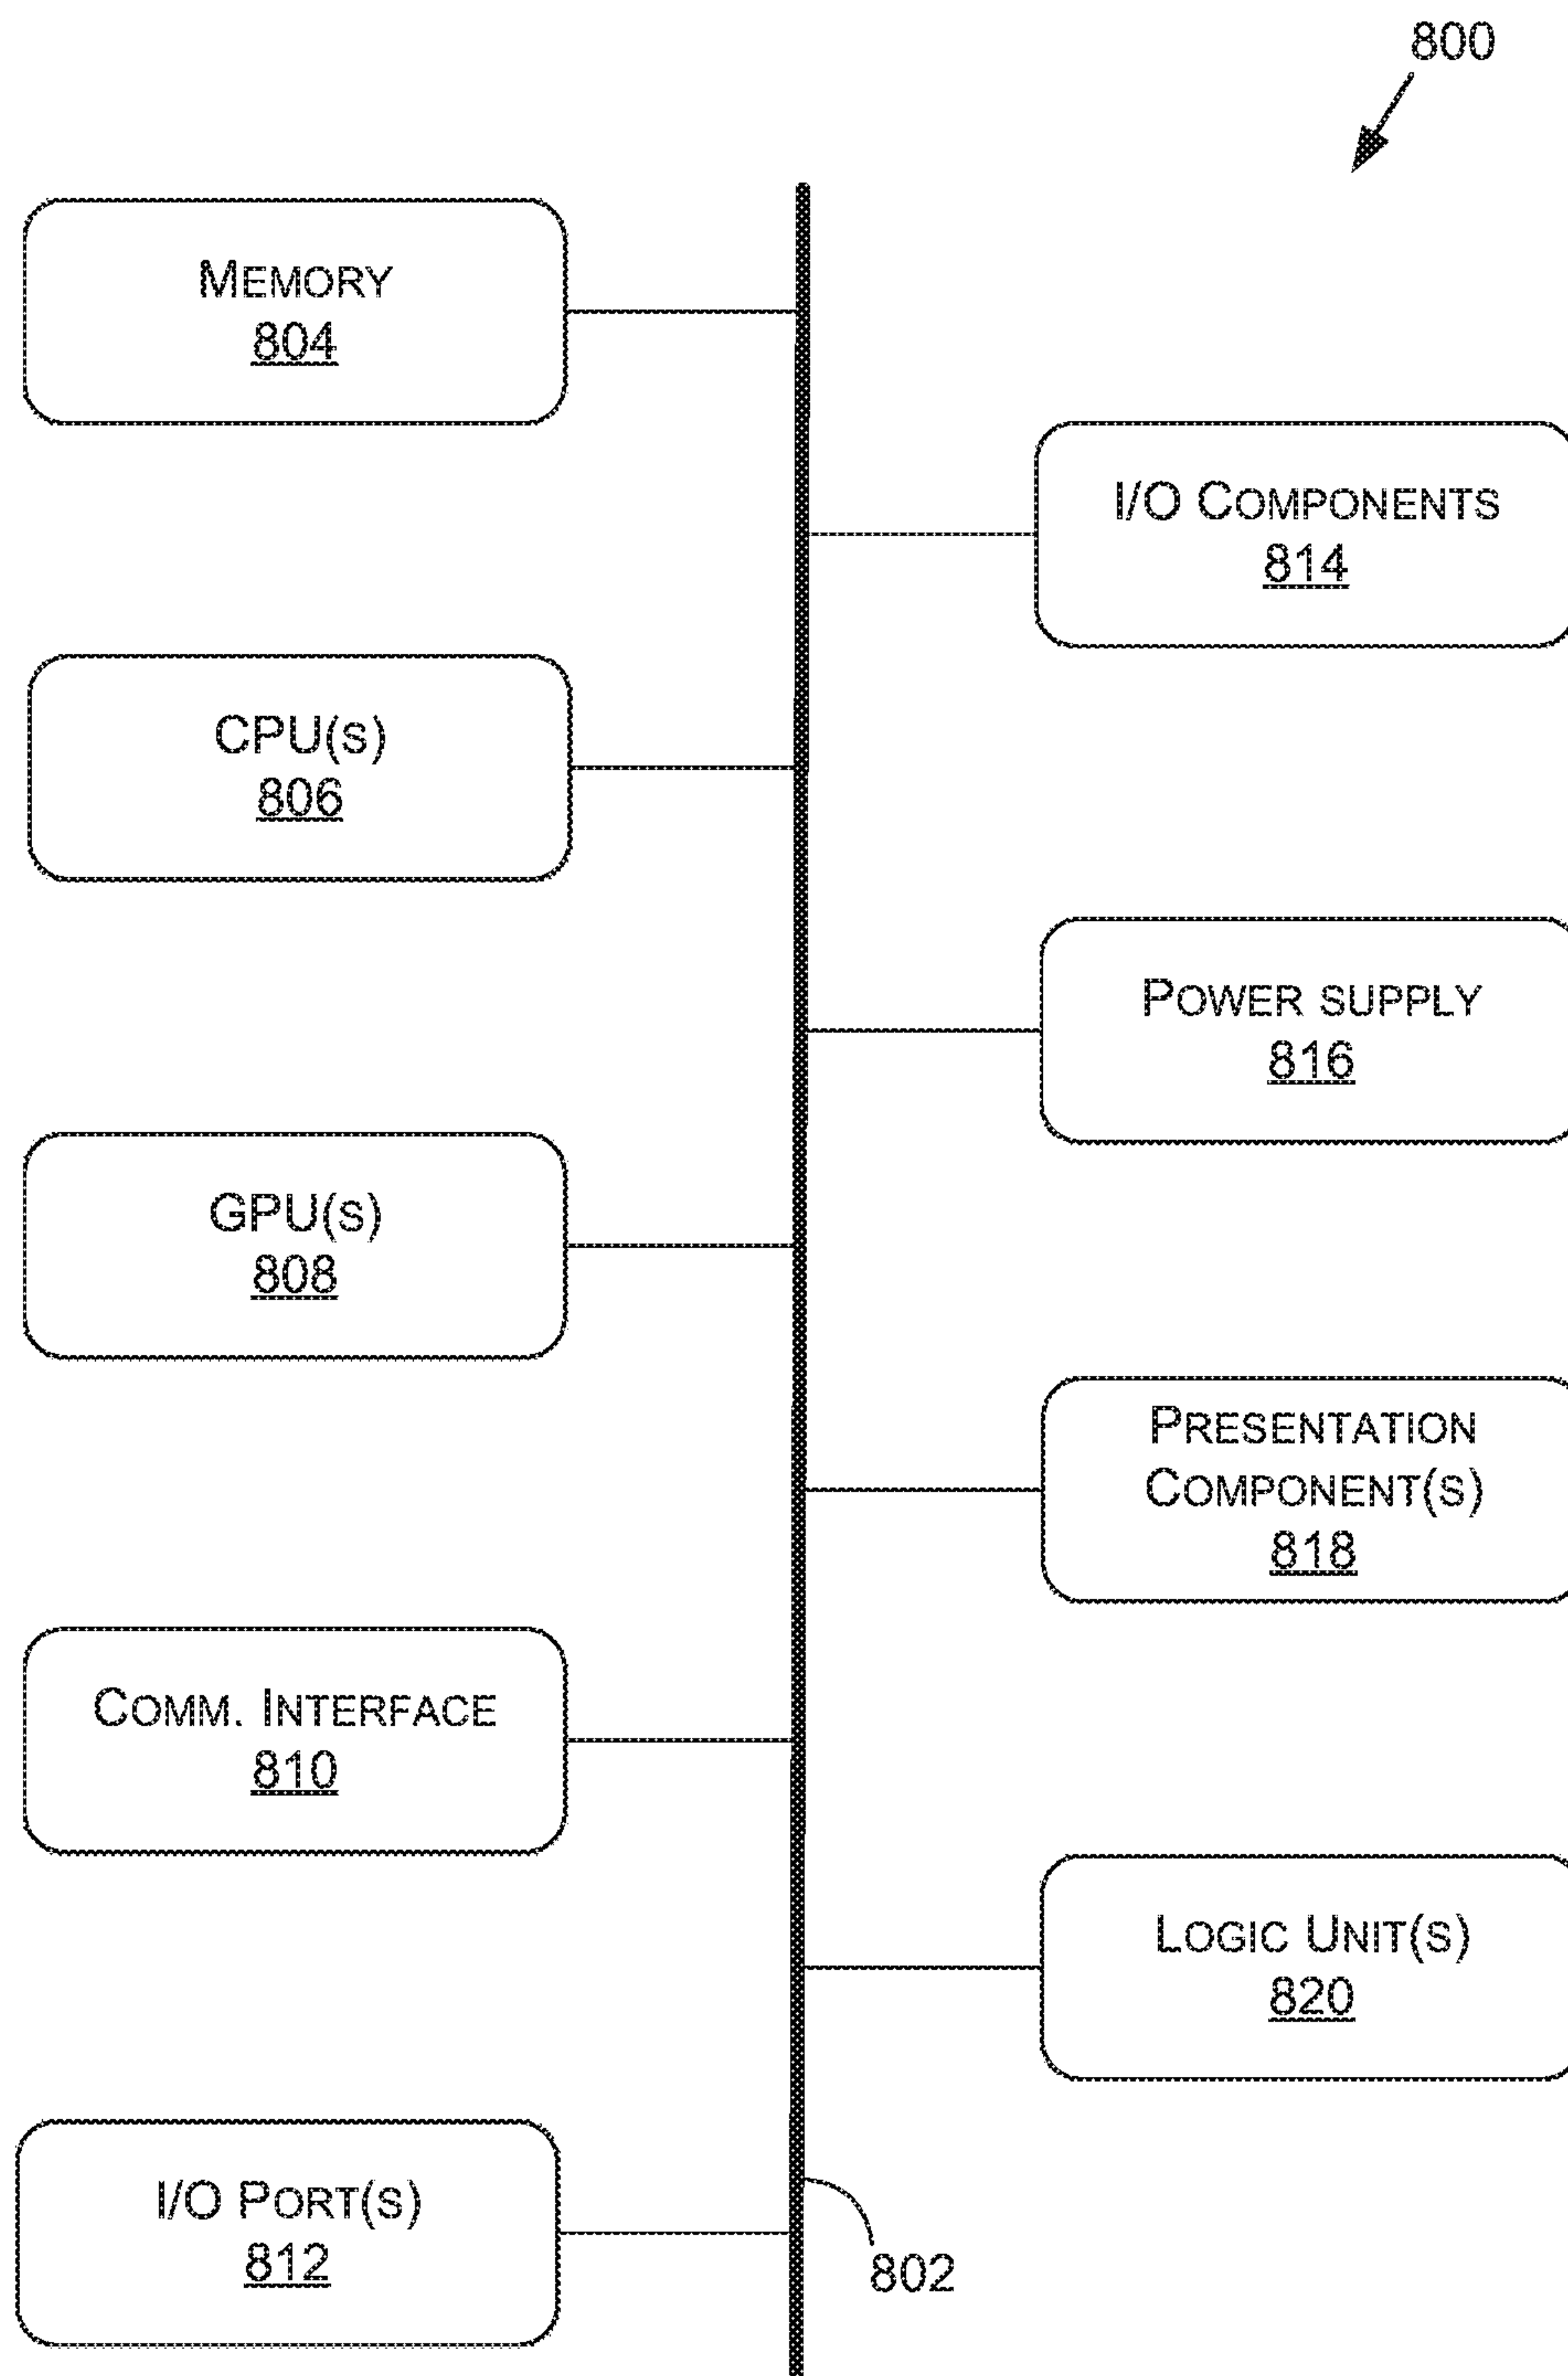 800
MEMORY
804
I/O COMPONENTS
814
CPU(S)
806
POWER SUPPLY
816
GPU(S)
808
PRESENTATION
COMPONENT(S)
818
COMM. INTERFACE
810
LOGIC UNIT(S)
820
I/O PORT(S)
812
802